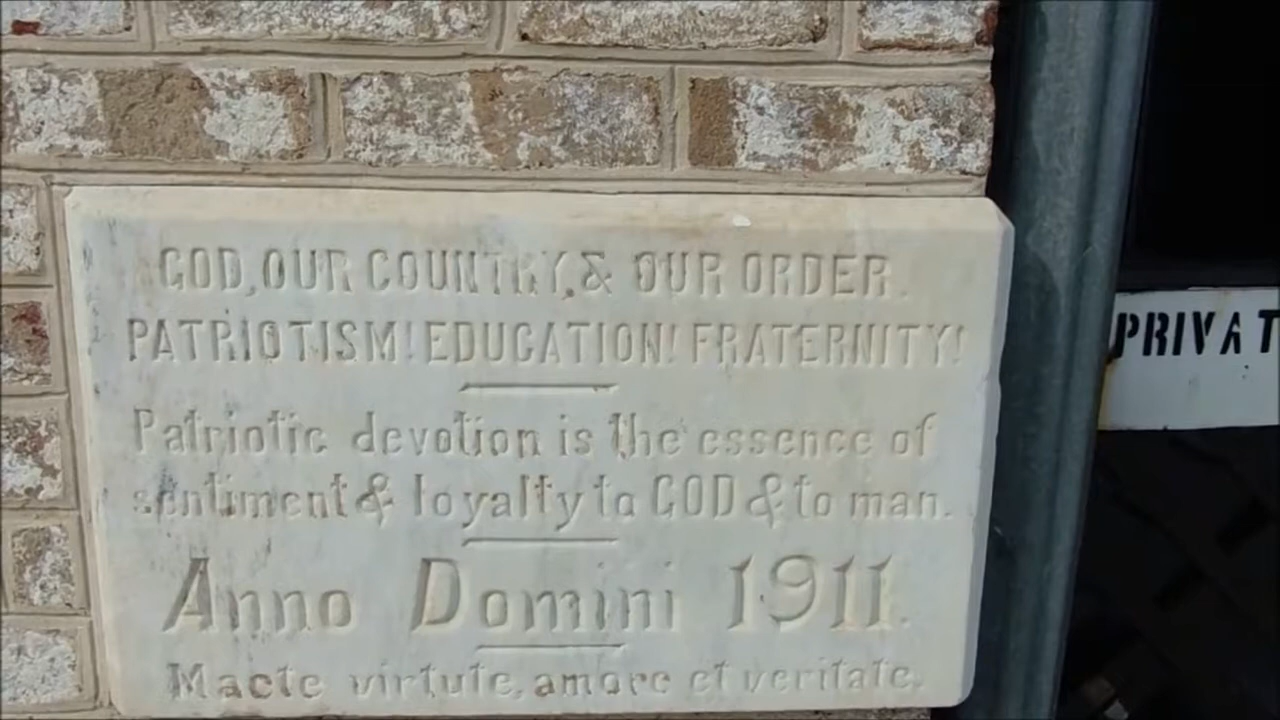 GOD, OUR COUNTRY, & OUR ORDER.
PATRIOTISM! EDUCATION! FRATERNITY!
Patriotic devotion is the essence of
sentiment & loyalty to GOD & to man.
Anno Domini 1911.
Macte virtute, amore et veritate.
PRIVAT